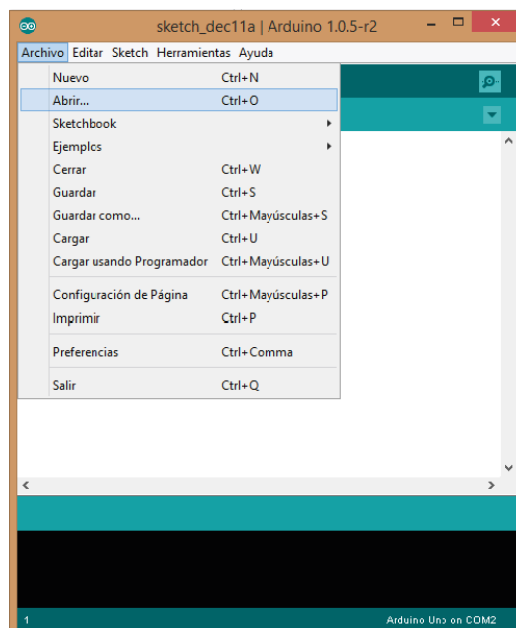 sketch_dec11a | Arduino 1.0.5-r2
Archivo Editar Sketch Herramientas Ayuda
Nuevo Ctrl+N
Abrir... Ctrl+O
Sketchbook
Ejemplos
Cerrar Ctrl+W
Guardar Ctrl+S
Guardar como... Ctrl+Mayúsculas+S
Cargar Ctrl+U
Cargar usando Programador Ctrl+Mayúsculas+U
Configuración de Página Ctrl+Mayúsculas+P
Imprimir Ctrl+P
Preferencias Ctrl+Comma
Salir Ctrl+Q
1 Arduino Uno on COM2